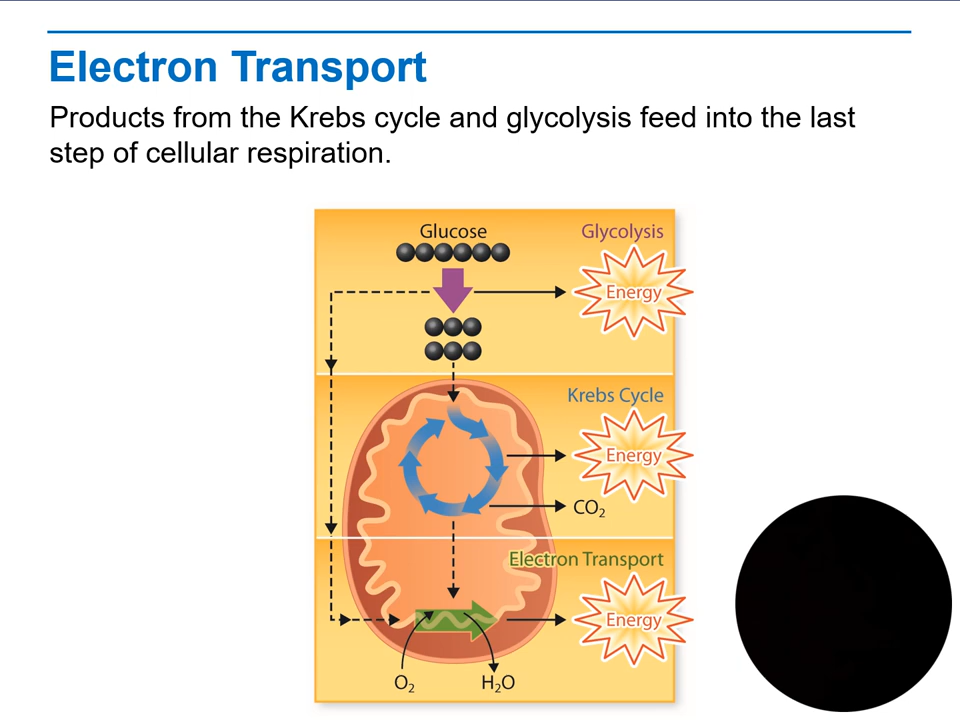 Electron Transport
Products from the Krebs cycle and glycolysis feed into the last
step of cellular respiration.
Glucose
Glycolysis
Energy
Krebs Cycle
Energy
CO₂
Electron Transport
Energy
O₂
H₂O